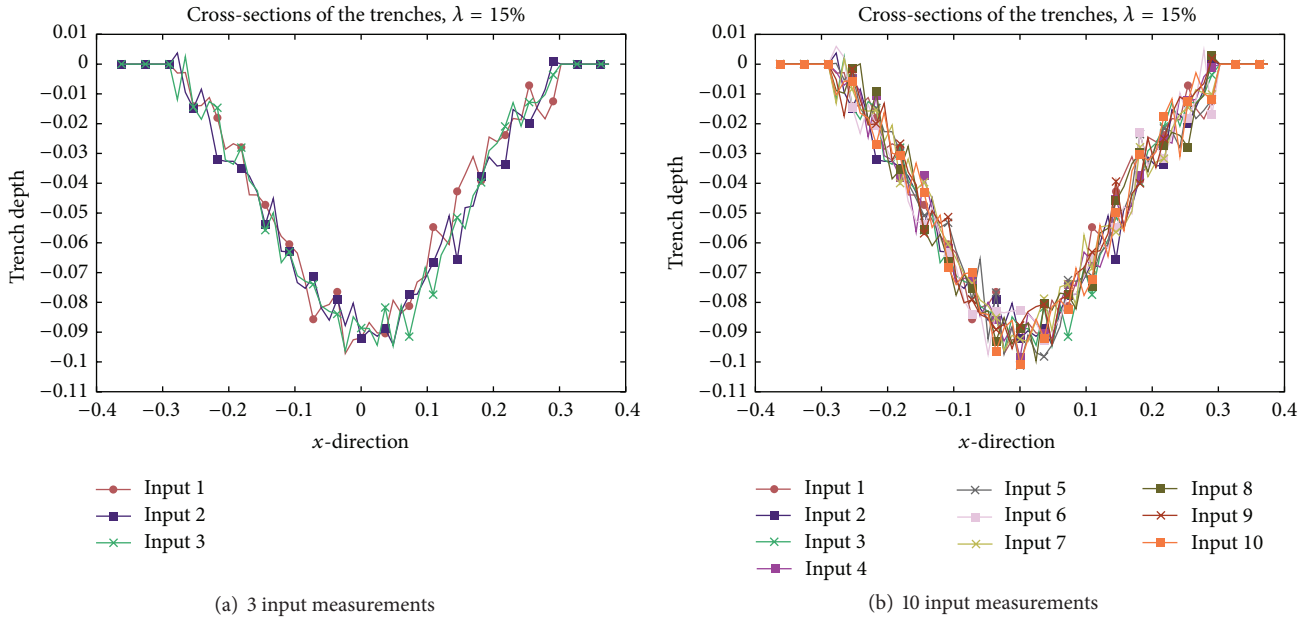 Cross-sections of the trenches, λ = 15%
0.01
0
−0.01
−0.02
−0.03
−0.04
−0.05
−0.06
−0.07
−0.08
−0.09
−0.1
−0.11
Trench depth
−0.4
−0.3
−0.2
−0.1
0
0.1
0.2
0.3
0.4
x-direction
Input 1
Input 2
Input 3
(a) 3 input measurements
Cross-sections of the trenches, λ = 15%
0.01
0
−0.01
−0.02
−0.03
−0.04
−0.05
−0.06
−0.07
−0.08
−0.09
−0.1
−0.11
Trench depth
−0.4
−0.3
−0.2
−0.1
0
0.1
0.2
0.3
0.4
x-direction
Input 1
Input 2
Input 3
Input 4
Input 5
Input 6
Input 7
Input 8
Input 9
Input 10
(b) 10 input measurements